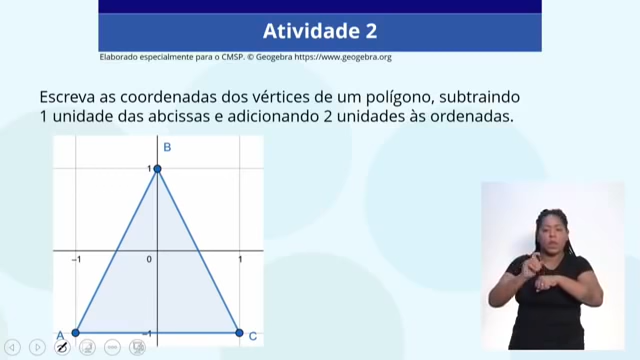 Atividade 2
Elaborado especialmente para o CMSP. © Geogebra https://www.geogebra.org
Escreva as coordenadas dos vértices de um polígono, subtraindo
1 unidade das abcissas e adicionando 2 unidades às ordenadas.
B
1
-1 0 1
A -1 C